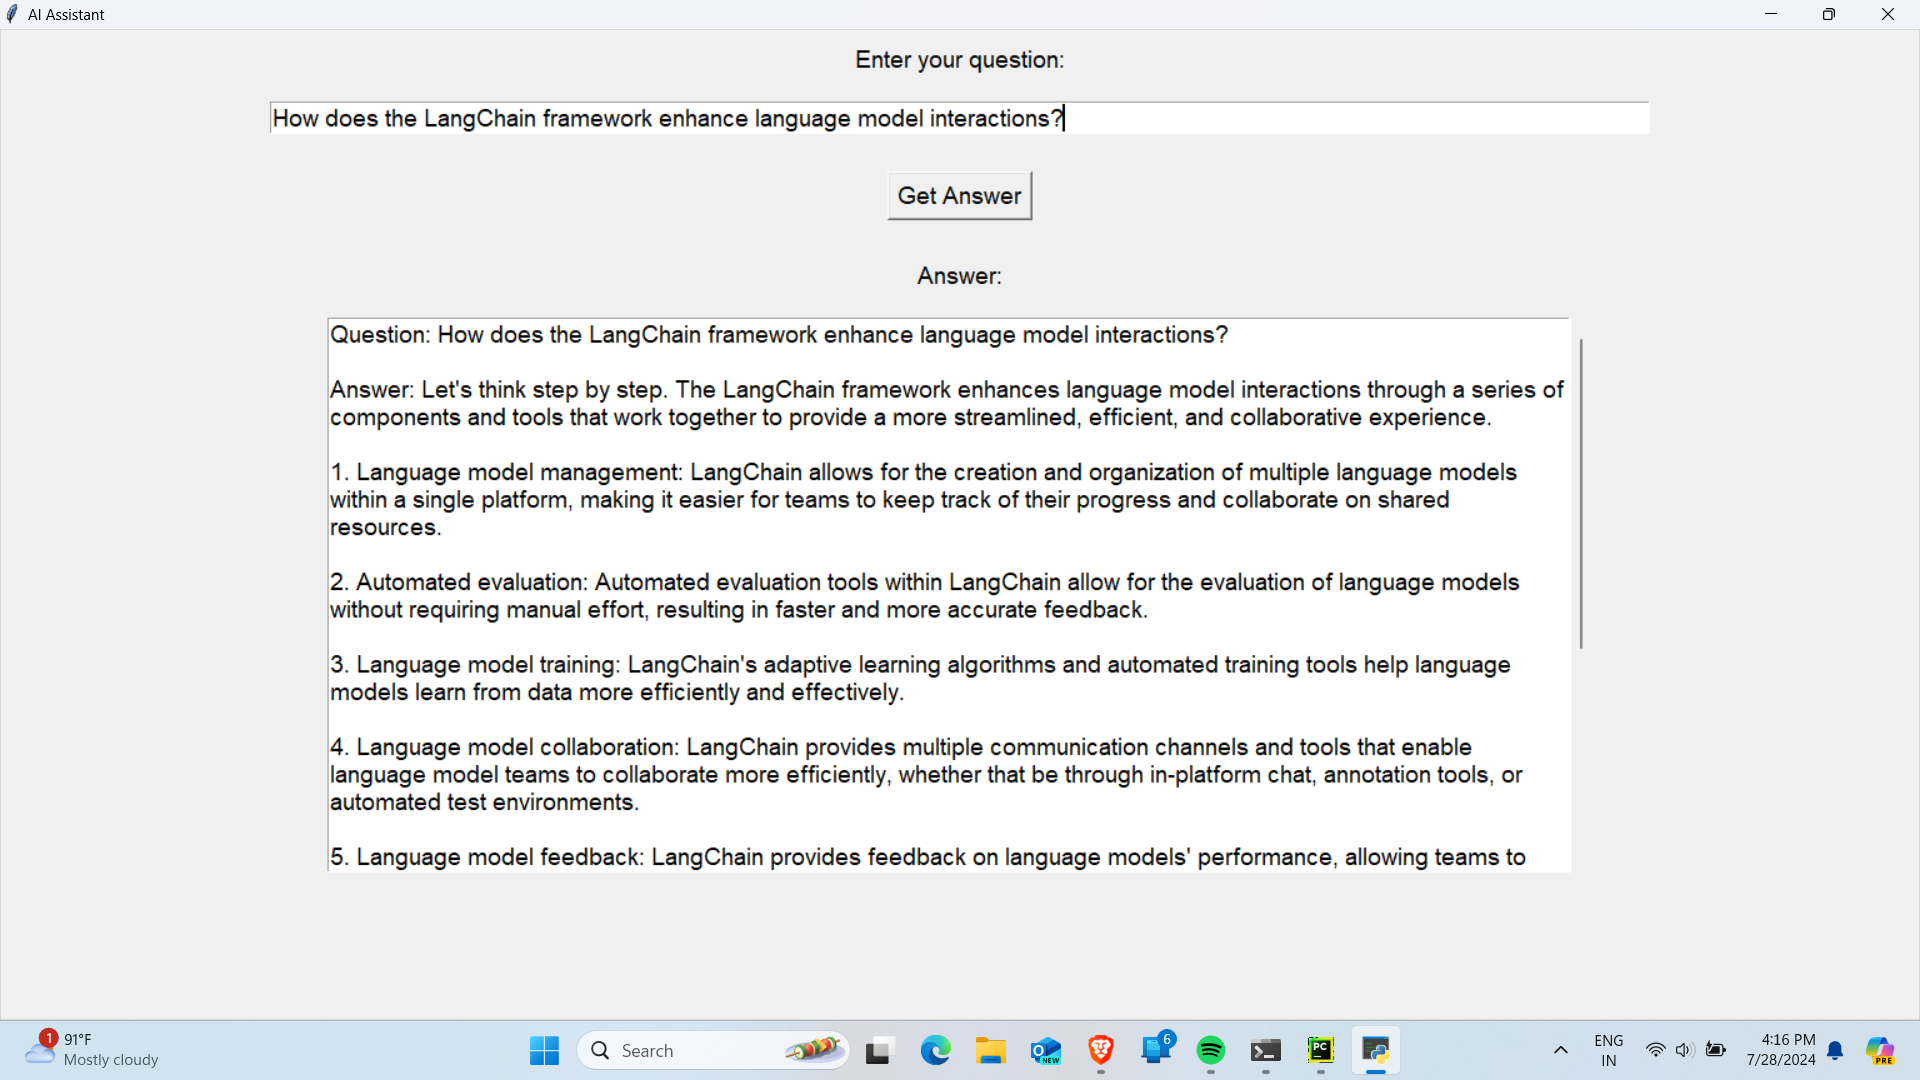 AI Assistant
Enter your question:
How does the LangChain framework enhance language model interactions?
Get Answer
Answer:
Question: How does the LangChain framework enhance language model interactions?
Answer: Let's think step by step. The LangChain framework enhances language model interactions through a series of
components and tools that work together to provide a more streamlined, efficient, and collaborative experience.
1. Language model management: LangChain allows for the creation and organization of multiple language models
within a single platform, making it easier for teams to keep track of their progress and collaborate on shared
resources.
2. Automated evaluation: Automated evaluation tools within LangChain allow for the evaluation of language models
without requiring manual effort, resulting in faster and more accurate feedback.
3. Language model training: LangChain's adaptive learning algorithms and automated training tools help language
models learn from data more efficiently and effectively.
4. Language model collaboration: LangChain provides multiple communication channels and tools that enable
language model teams to collaborate more efficiently, whether that be through in-platform chat, annotation tools, or
automated test environments.
5. Language model feedback: LangChain provides feedback on language models' performance, allowing teams to
1
91°F
Mostly cloudy
Search
NEW
6
PC
ENG
IN
4:16 PM
7/28/2024
PRE